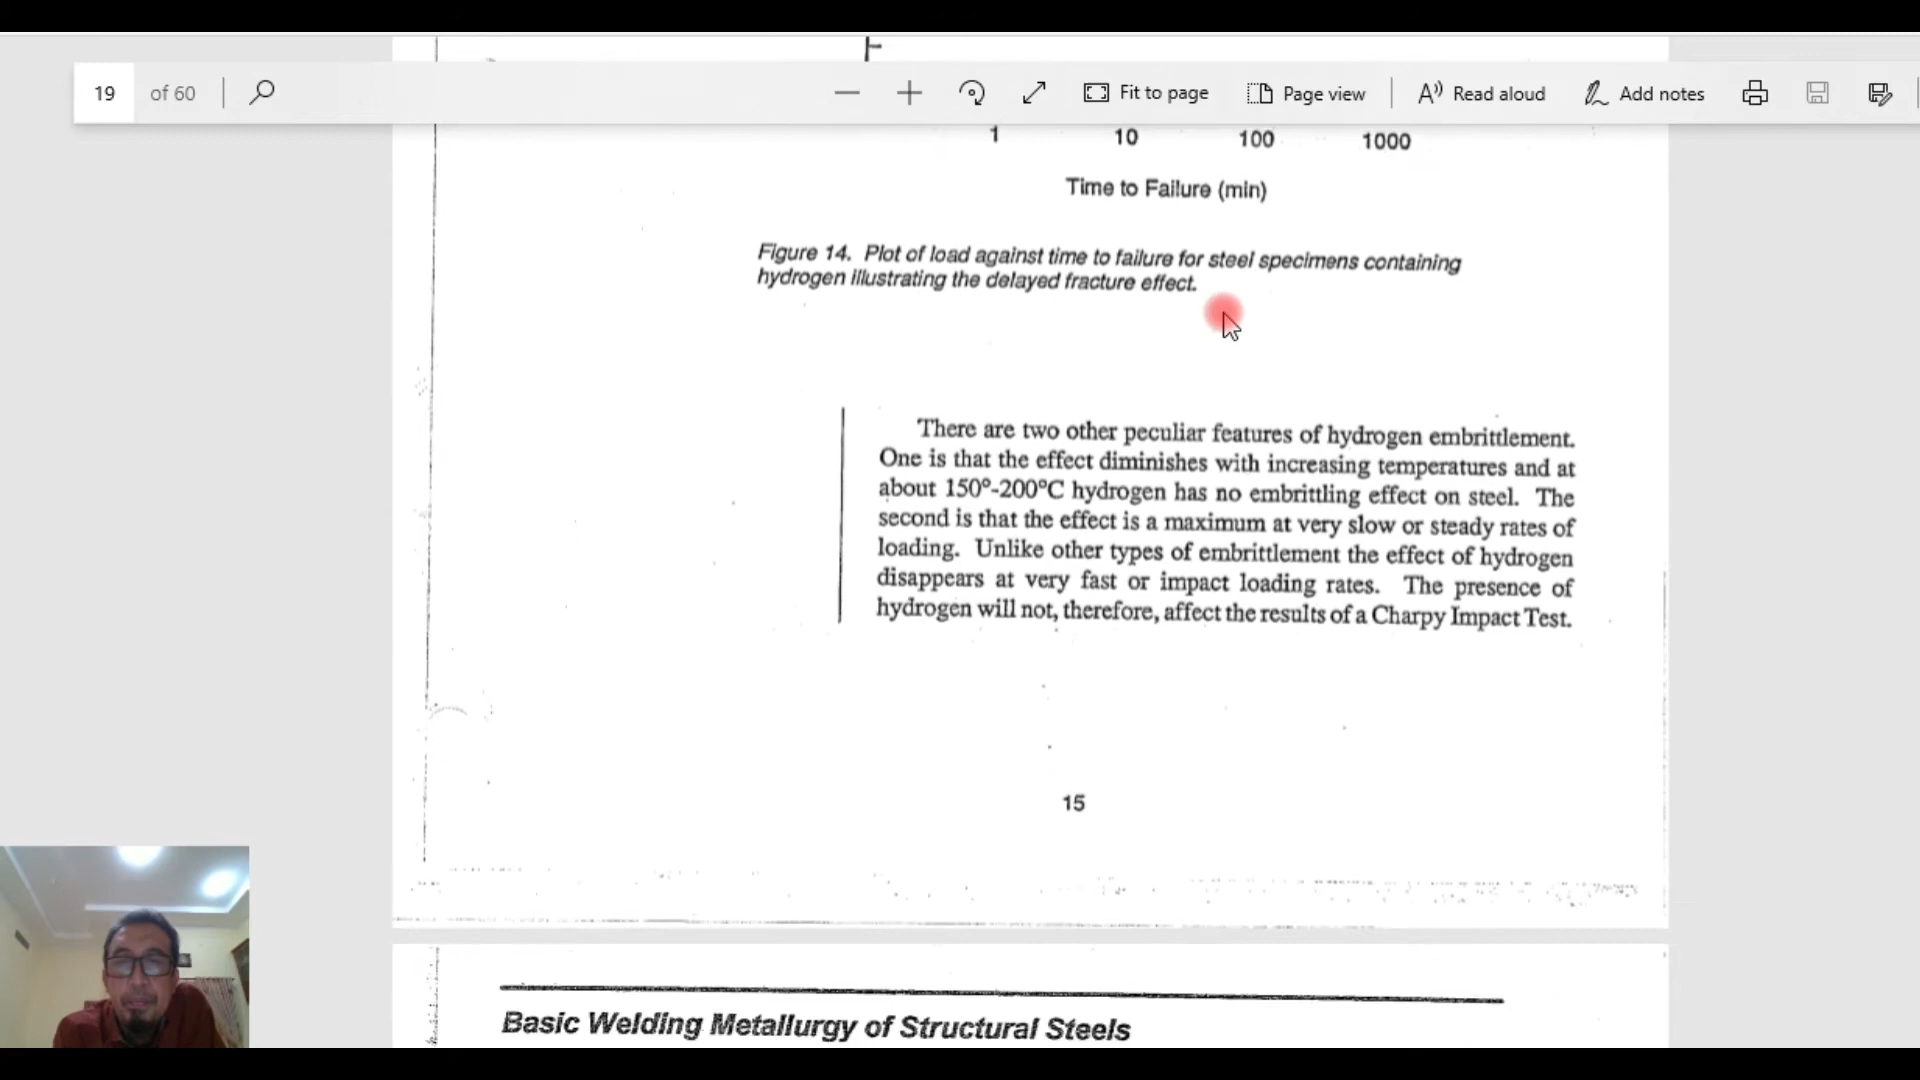 19 of 60 Fit to page Page view Read aloud Add notes
1 10 100 1000
Time to Failure (min)
Figure 14. Plot of load against time to failure for steel specimens containing
hydrogen illustrating the delayed fracture effect.
There are two other peculiar features of hydrogen embrittlement.
One is that the effect diminishes with increasing temperatures and at
about 150°-200°C hydrogen has no embrittling effect on steel. The
second is that the effect is a maximum at very slow or steady rates of
loading. Unlike other types of embrittlement the effect of hydrogen
disappears at very fast or impact loading rates. The presence of
hydrogen will not, therefore, affect the results of a Charpy Impact Test.
15
Basic Welding Metallurgy of Structural Steels